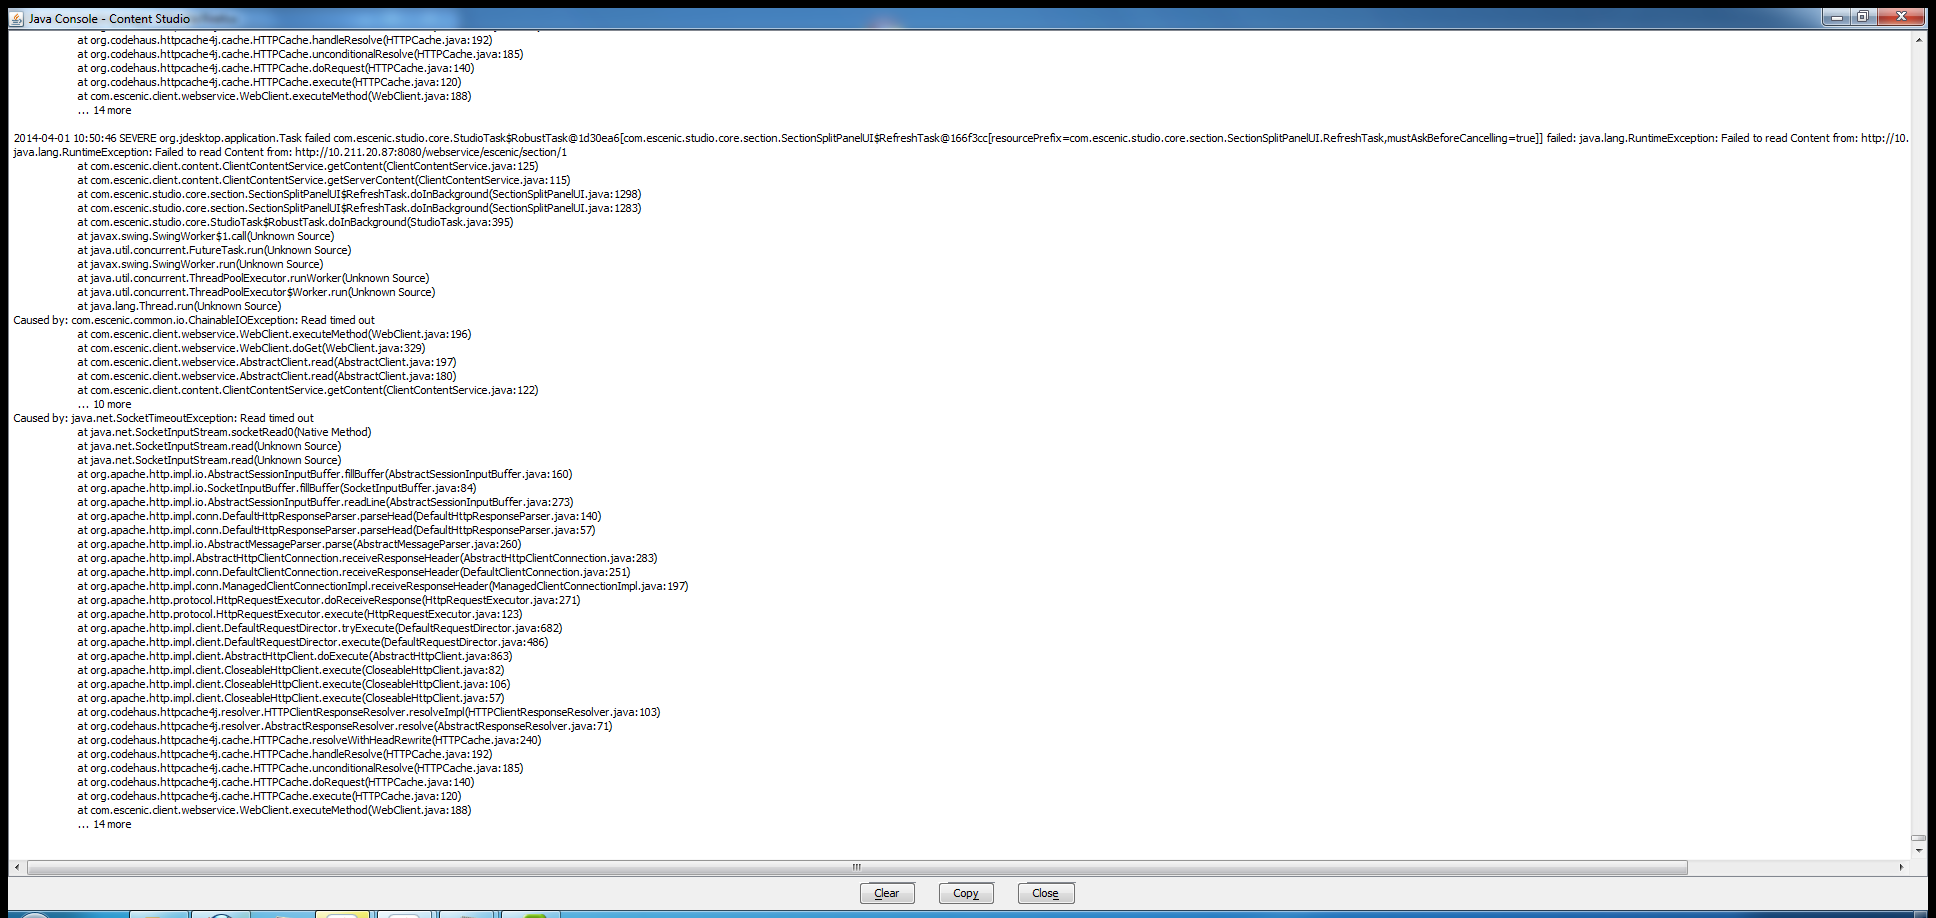 Java Console - Content Studio
at org.codehaus.httpcache4j.cache.HTTPCache.handleResolve(HTTPCache.java:192)
at org.codehaus.httpcache4j.cache.HTTPCache.unconditionalResolve(HTTPCache.java:185)
at org.codehaus.httpcache4j.cache.HTTPCache.doRequest(HTTPCache.java:140)
at org.codehaus.httpcache4j.cache.HTTPCache.execute(HTTPCache.java:120)
at com.escenic.client.webservice.WebClient.executeMethod(WebClient.java:188)
... 14 more
2014-04-01 10:50:46 SEVERE org.jdesktop.application.Task failed com.escenic.studio.core.StudioTask$RobustTask@1d30ea6[com.escenic.studio.core.section.SectionSplitPanelUI$RefreshTask@166f3cc[resourcePrefix=com.escenic.studio.core.section.SectionSplitPanelUI.RefreshTask,mustAskBeforeCancelling=true]] failed: java.lang.RuntimeException: Failed to read Content from: http://10.
java.lang.RuntimeException: Failed to read Content from: http://10.211.20.87:8080/webservice/escenic/section/1
at com.escenic.client.content.ClientContentService.getContent(ClientContentService.java:125)
at com.escenic.client.content.ClientContentService.getServerContent(ClientContentService.java:115)
at com.escenic.studio.core.section.SectionSplitPanelUI$RefreshTask.doInBackground(SectionSplitPanelUI.java:1298)
at com.escenic.studio.core.section.SectionSplitPanelUI$RefreshTask.doInBackground(SectionSplitPanelUI.java:1283)
at com.escenic.studio.core.StudioTask$RobustTask.doInBackground(StudioTask.java:395)
at javax.swing.SwingWorker$1.call(Unknown Source)
at java.util.concurrent.FutureTask.run(Unknown Source)
at javax.swing.SwingWorker.run(Unknown Source)
at java.util.concurrent.ThreadPoolExecutor.runWorker(Unknown Source)
at java.util.concurrent.ThreadPoolExecutor$Worker.run(Unknown Source)
at java.lang.Thread.run(Unknown Source)
Caused by: com.escenic.common.io.ChainableIOException: Read timed out
at com.escenic.client.webservice.WebClient.executeMethod(WebClient.java:196)
at com.escenic.client.webservice.WebClient.doGet(WebClient.java:329)
at com.escenic.client.webservice.AbstractClient.read(AbstractClient.java:197)
at com.escenic.client.webservice.AbstractClient.read(AbstractClient.java:180)
at com.escenic.client.content.ClientContentService.getContent(ClientContentService.java:122)
... 10 more
Caused by: java.net.SocketTimeoutException: Read timed out
at java.net.SocketInputStream.socketRead0(Native Method)
at java.net.SocketInputStream.read(Unknown Source)
at java.net.SocketInputStream.read(Unknown Source)
at org.apache.http.impl.io.AbstractSessionInputBuffer.fillBuffer(AbstractSessionInputBuffer.java:160)
at org.apache.http.impl.io.SocketInputBuffer.fillBuffer(SocketInputBuffer.java:84)
at org.apache.http.impl.io.AbstractSessionInputBuffer.readLine(AbstractSessionInputBuffer.java:273)
at org.apache.http.impl.conn.DefaultHttpResponseParser.parseHead(DefaultHttpResponseParser.java:140)
at org.apache.http.impl.conn.DefaultHttpResponseParser.parseHead(DefaultHttpResponseParser.java:57)
at org.apache.http.impl.io.AbstractMessageParser.parse(AbstractMessageParser.java:260)
at org.apache.http.impl.AbstractHttpClientConnection.receiveResponseHeader(AbstractHttpClientConnection.java:283)
at org.apache.http.impl.conn.DefaultClientConnection.receiveResponseHeader(DefaultClientConnection.java:251)
at org.apache.http.impl.conn.ManagedClientConnectionImpl.receiveResponseHeader(ManagedClientConnectionImpl.java:197)
at org.apache.http.protocol.HttpRequestExecutor.doReceiveResponse(HttpRequestExecutor.java:271)
at org.apache.http.protocol.HttpRequestExecutor.execute(HttpRequestExecutor.java:123)
at org.apache.http.impl.client.DefaultRequestDirector.tryExecute(DefaultRequestDirector.java:682)
at org.apache.http.impl.client.DefaultRequestDirector.execute(DefaultRequestDirector.java:486)
at org.apache.http.impl.client.AbstractHttpClient.doExecute(AbstractHttpClient.java:863)
at org.apache.http.impl.client.CloseableHttpClient.execute(CloseableHttpClient.java:82)
at org.apache.http.impl.client.CloseableHttpClient.execute(CloseableHttpClient.java:106)
at org.apache.http.impl.client.CloseableHttpClient.execute(CloseableHttpClient.java:57)
at org.codehaus.httpcache4j.resolver.HTTPClientResponseResolver.resolveImpl(HTTPClientResponseResolver.java:103)
at org.codehaus.httpcache4j.resolver.AbstractResponseResolver.resolve(AbstractResponseResolver.java:71)
at org.codehaus.httpcache4j.cache.HTTPCache.resolveWithHeadRewrite(HTTPCache.java:240)
at org.codehaus.httpcache4j.cache.HTTPCache.handleResolve(HTTPCache.java:192)
at org.codehaus.httpcache4j.cache.HTTPCache.unconditionalResolve(HTTPCache.java:185)
at org.codehaus.httpcache4j.cache.HTTPCache.doRequest(HTTPCache.java:140)
at org.codehaus.httpcache4j.cache.HTTPCache.execute(HTTPCache.java:120)
at com.escenic.client.webservice.WebClient.executeMethod(WebClient.java:188)
... 14 more
Clear Copy Close